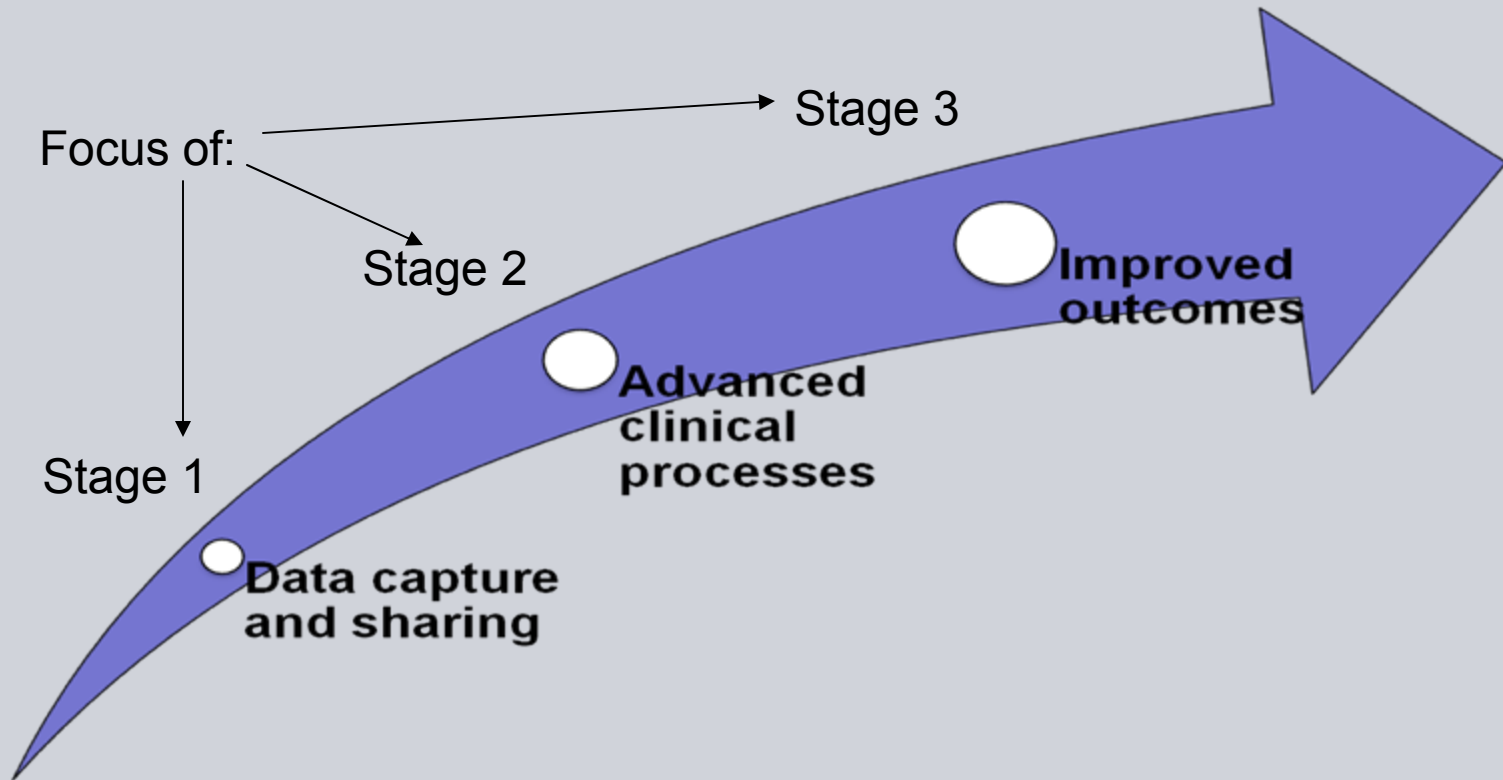 Focus of:
Stage 3
Stage 2
Stage 1
Improved
outcomes
Advanced
clinical
processes
Data capture
and sharing